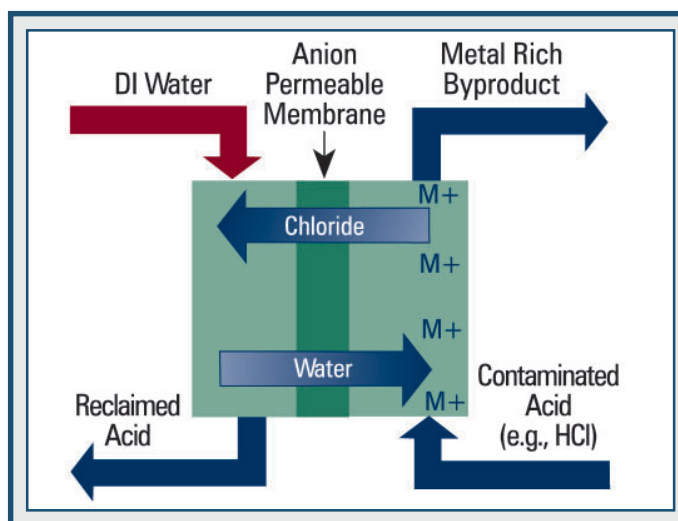 DI Water
Anion
Permeable
Membrane
Metal Rich
Byproduct
M+
Chloride
M+
M+
Water
M+
Reclaimed
Acid
Contaminated
Acid
(e.g., HCl)